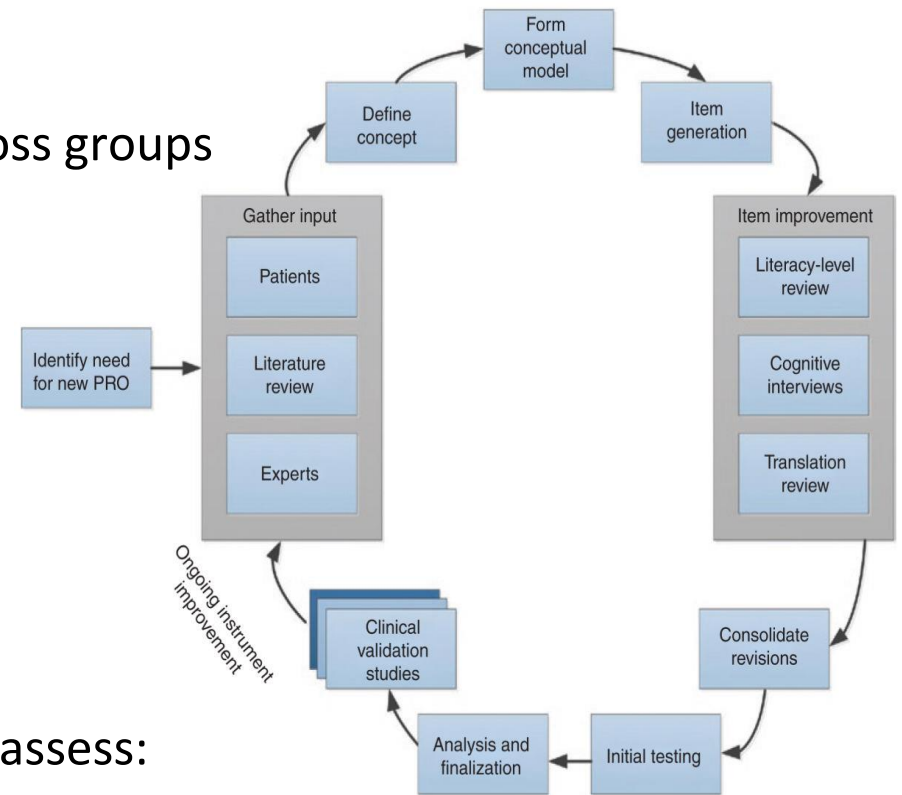 Form
conceptual
model
Define
concept
Item
generation
oss groups
Gather input
Patients
Literature
review
Experts
Item improvement
Literacy-level
review
Cognitive
interviews
Translation
review
Identify need
for new PRO
Ongoing instrument
improvement
Clinical
validation
studies
Consolidate
revisions
assess:
Analysis and
finalization
Initial testing